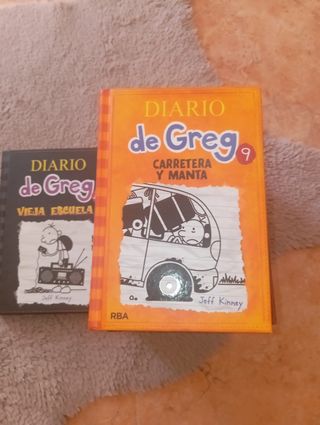 DIARIO
de Greg
VIEJA ESCUELA
Jeff Kinney
DIARIO
de Greg 9
CARRETERA
Y MANTA
Jeff Kinney
RBA